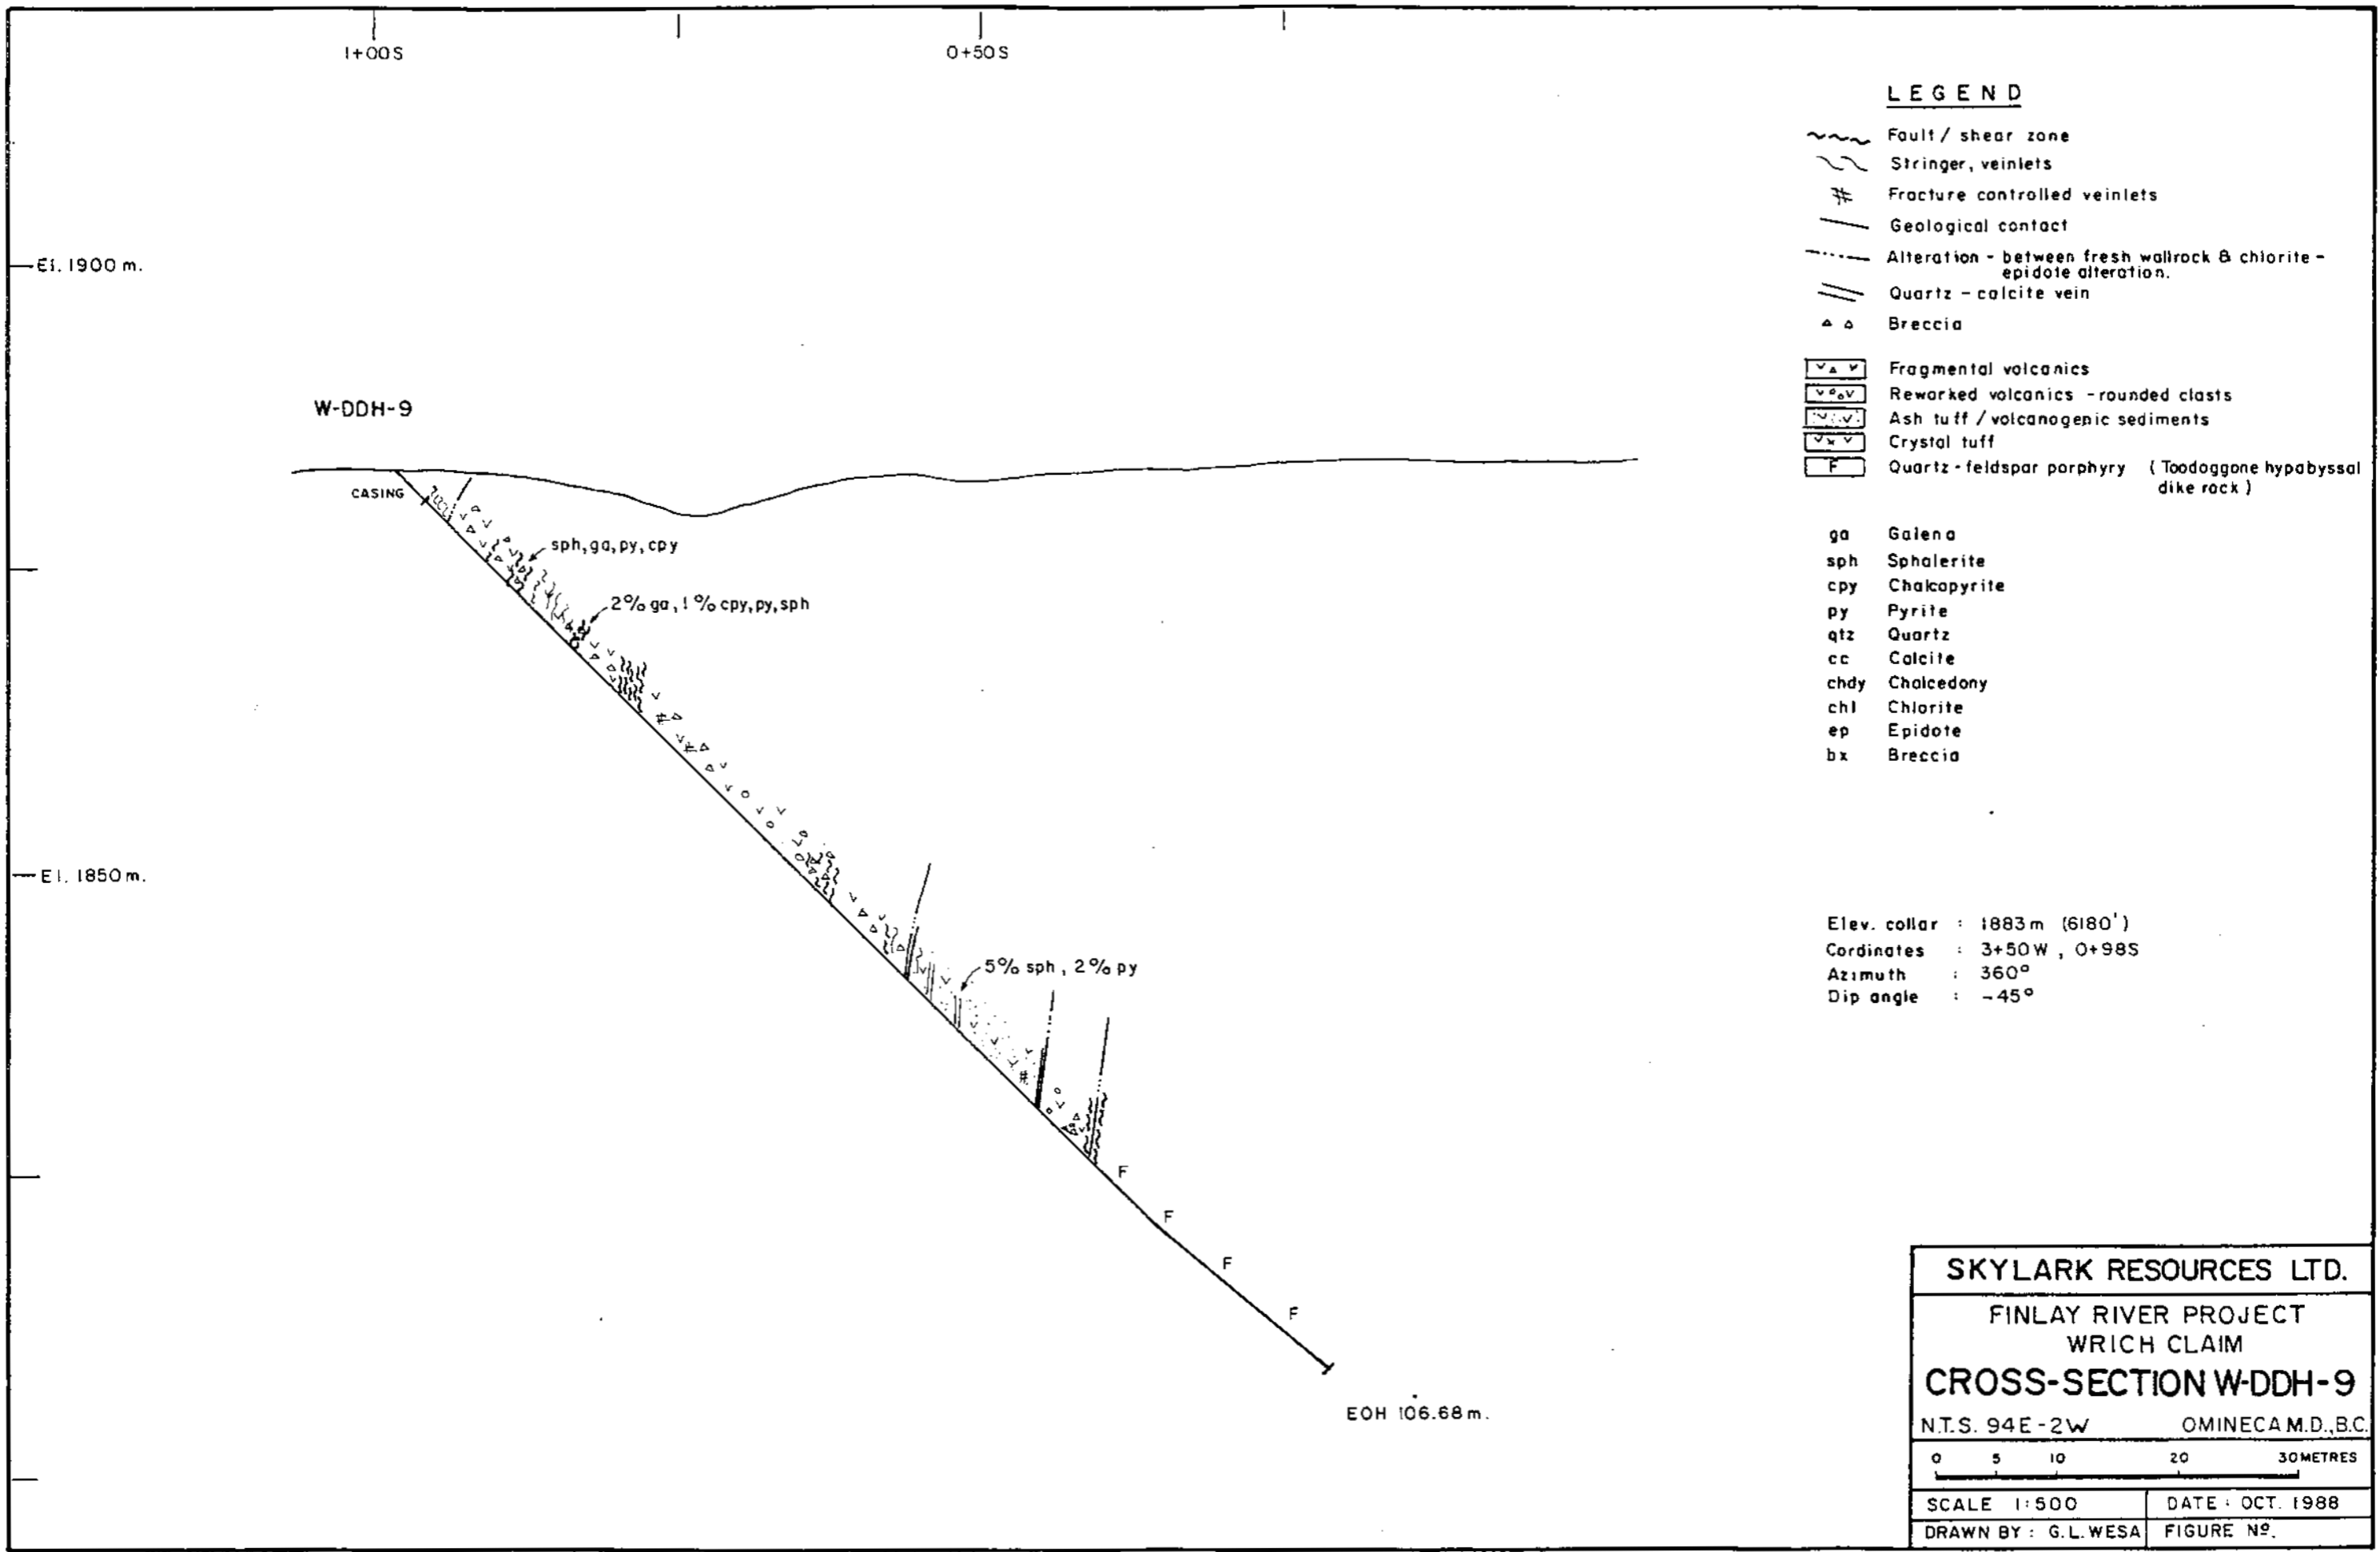 1+00S
0+50S
El. 1900 m.
W-DDH-9
CASING
sph, ga, py, cpy
2% ga, 1% cpy, py, sph
El. 1850 m.
5% sph, 2% py
F
F
F
F
EOH 106.68 m.
LEGEND
Fault / shear zone
Stringer, veinlets
Fracture controlled veinlets
Geological contact
Alteration - between fresh wallrock & chlorite -
epidote alteration.
Quartz - calcite vein
Breccia
Fragmental volcanics
Reworked volcanics - rounded clasts
Ash tuff / volcanogenic sediments
Crystal tuff
F Quartz - feldspar porphyry (Toodoggone hypabyssal
dike rock)
ga Galena
sph Sphalerite
cpy Chalcopyrite
py Pyrite
qtz Quartz
cc Calcite
chdy Chalcedony
chl Chlorite
ep Epidote
bx Breccia
Elev. collar : 1883 m (6180')
Cordinates : 3+50W , 0+98S
Azimuth : 360°
Dip angle : -45°
SKYLARK RESOURCES LTD.
FINLAY RIVER PROJECT
WRICH CLAIM
CROSS-SECTION W-DDH-9
N.T.S. 94E-2W OMINECA M.D., B.C.
0 5 10 20 30 METRES
SCALE 1:500 DATE : OCT. 1988
DRAWN BY : G.L. WESA FIGURE Nº.